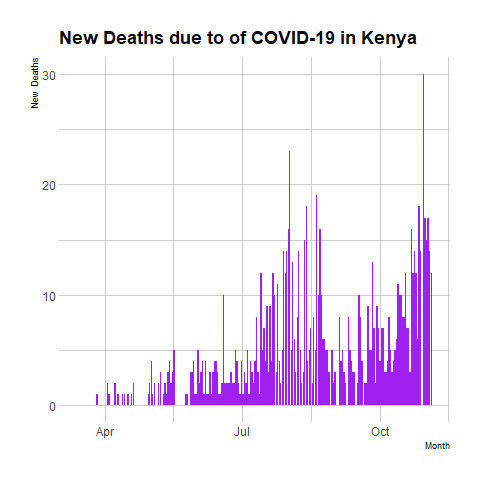 New Deaths due to of COVID-19 in Kenya
New Deaths
30
20
10
0
Apr
Jul
Oct
Month